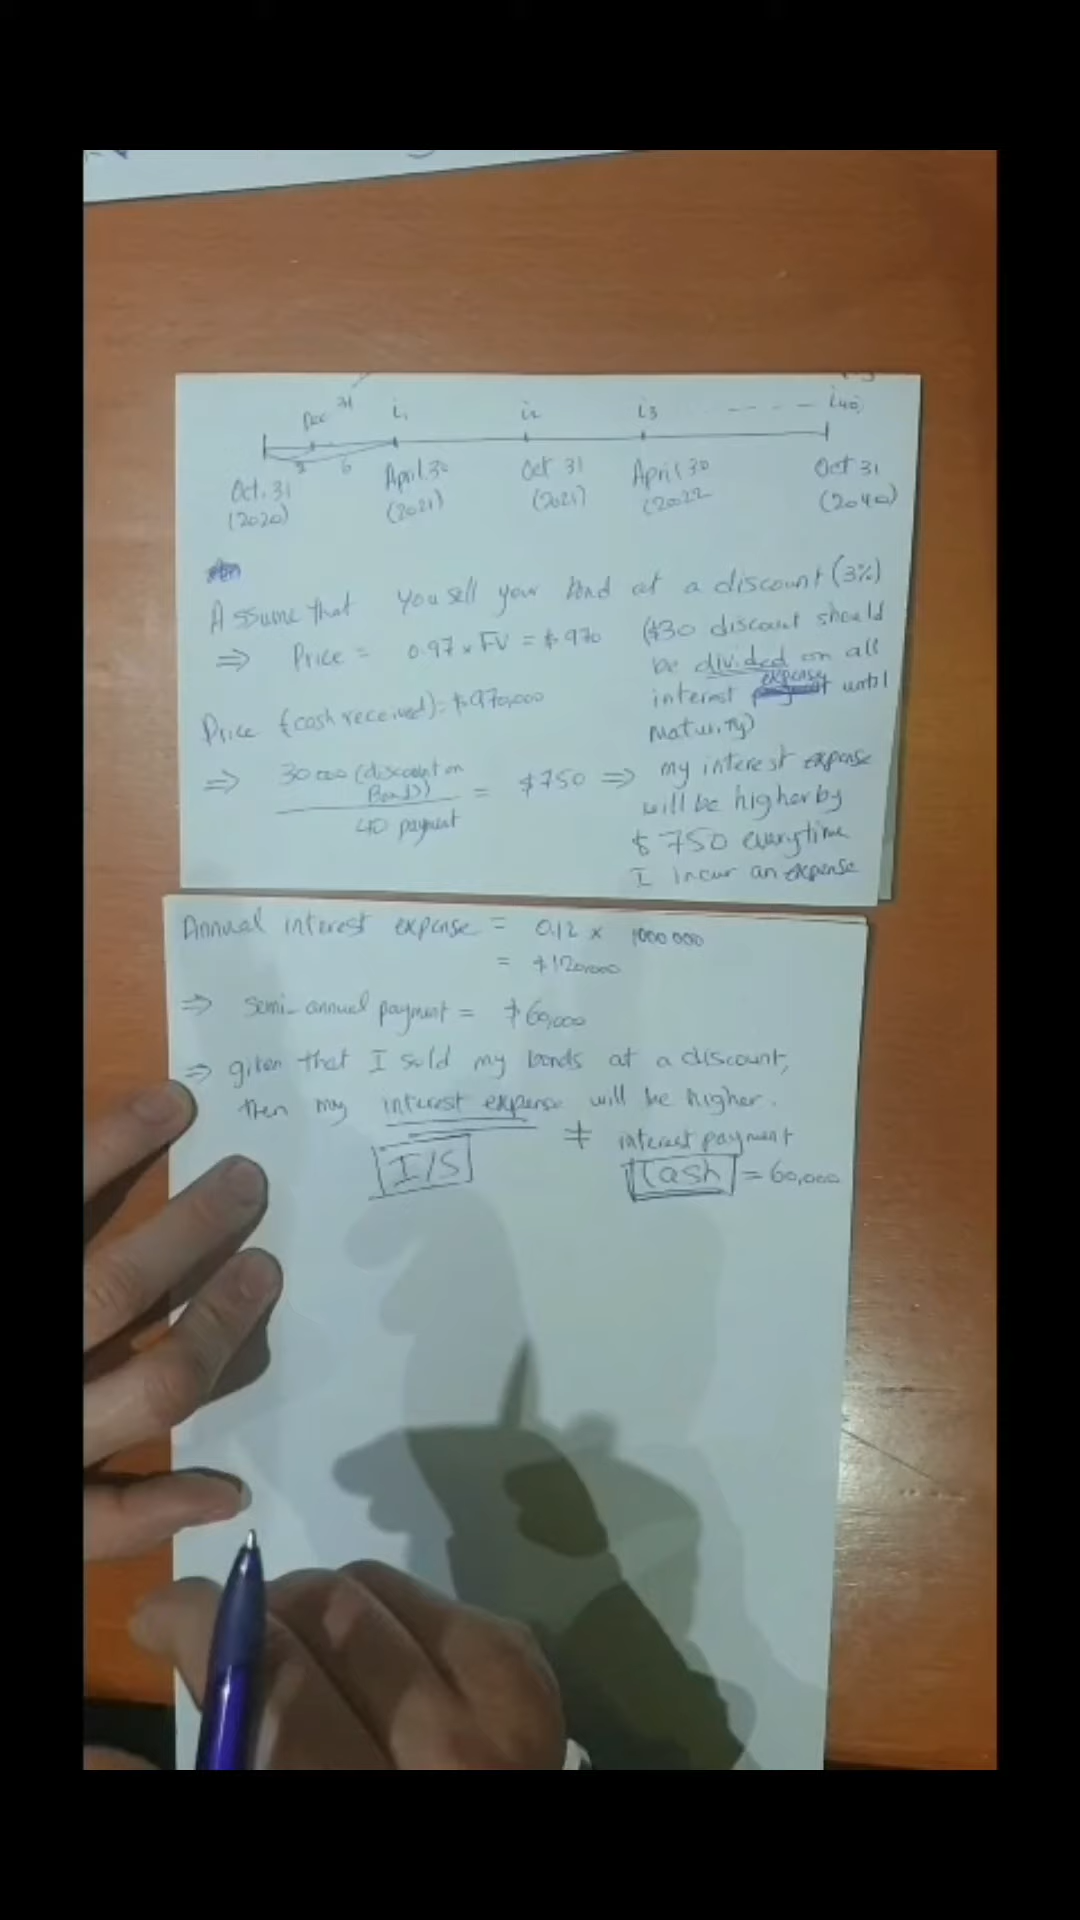 Dec 31 i1 i2 i3 - - - - i40
2 6
Oct. 31 April 30 Oct 31 April 30 Oct 31
(2020) (2021) (2021) (2022 (2040)
Assume that you sell your bond at a discount (3%)
⇒ Price = 0.97 x FV = $970 ($30 discount should
be divided on all
interest expense until
maturity)
Price (cash received) = $970,000
⇒ 30000 (discount on Bond)) / 40 payment = $750 ⇒ my interest expense
will be higher by
$750 everytime
I incur an expense
Annual interest expense = 0.12 x 1000000
= $120,000
⇒ semi-annual payment = $60,000
⇒ given that I sold my bonds at a discount,
then my interest expense will be higher.
≠ interest payment
I/S Cash = 60,000